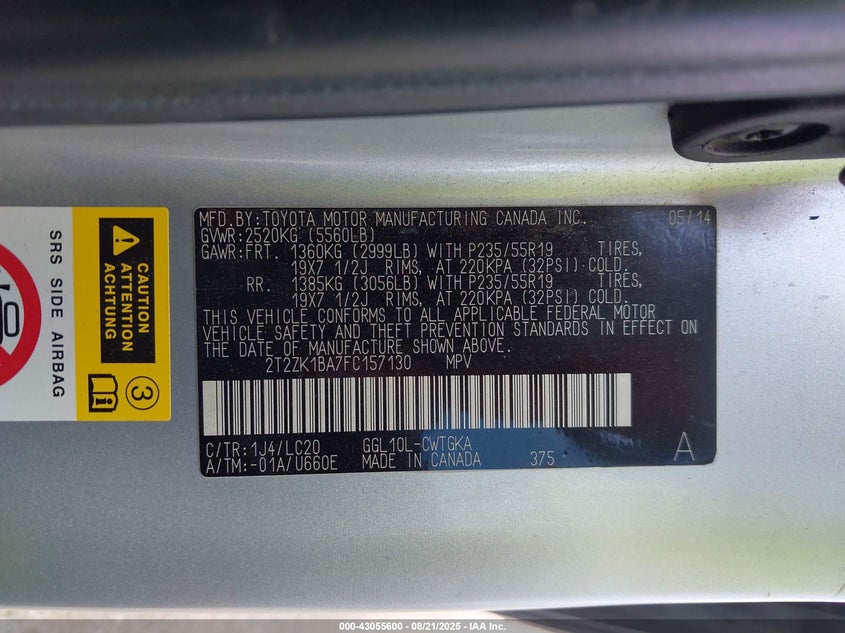 MFD.BY:TOYOTA MOTOR MANUFACTURING CANADA INC. 05/14
GVWR:2520KG (5560LB)
GAWR:FRT. 1360KG (2999LB) WITH P235/55R19 TIRES,
19X7 1/2J RIMS, AT 220KPA (32PSI) COLD.
RR. 1385KG (3056LB) WITH P235/55R19 TIRES,
19X7 1/2J RIMS, AT 220KPA (32PSI) COLD.
THIS VEHICLE CONFORMS TO ALL APPLICABLE FEDERAL MOTOR
VEHICLE SAFETY AND THEFT PREVENTION STANDARDS IN EFFECT ON
THE DATE OF MANUFACTURE SHOWN ABOVE.
2T2ZK1BA7FC157130 MPV
C/TR:1J4/LC20 GGL10L-CWTGKA
A/TM:-01A/U660E MADE IN CANADA 375 A
SRS SIDE AIRBAG
CAUTION
ATTENTION
ACHTUNG
3
000-43055600 - 08/21/2025 - IAA Inc.